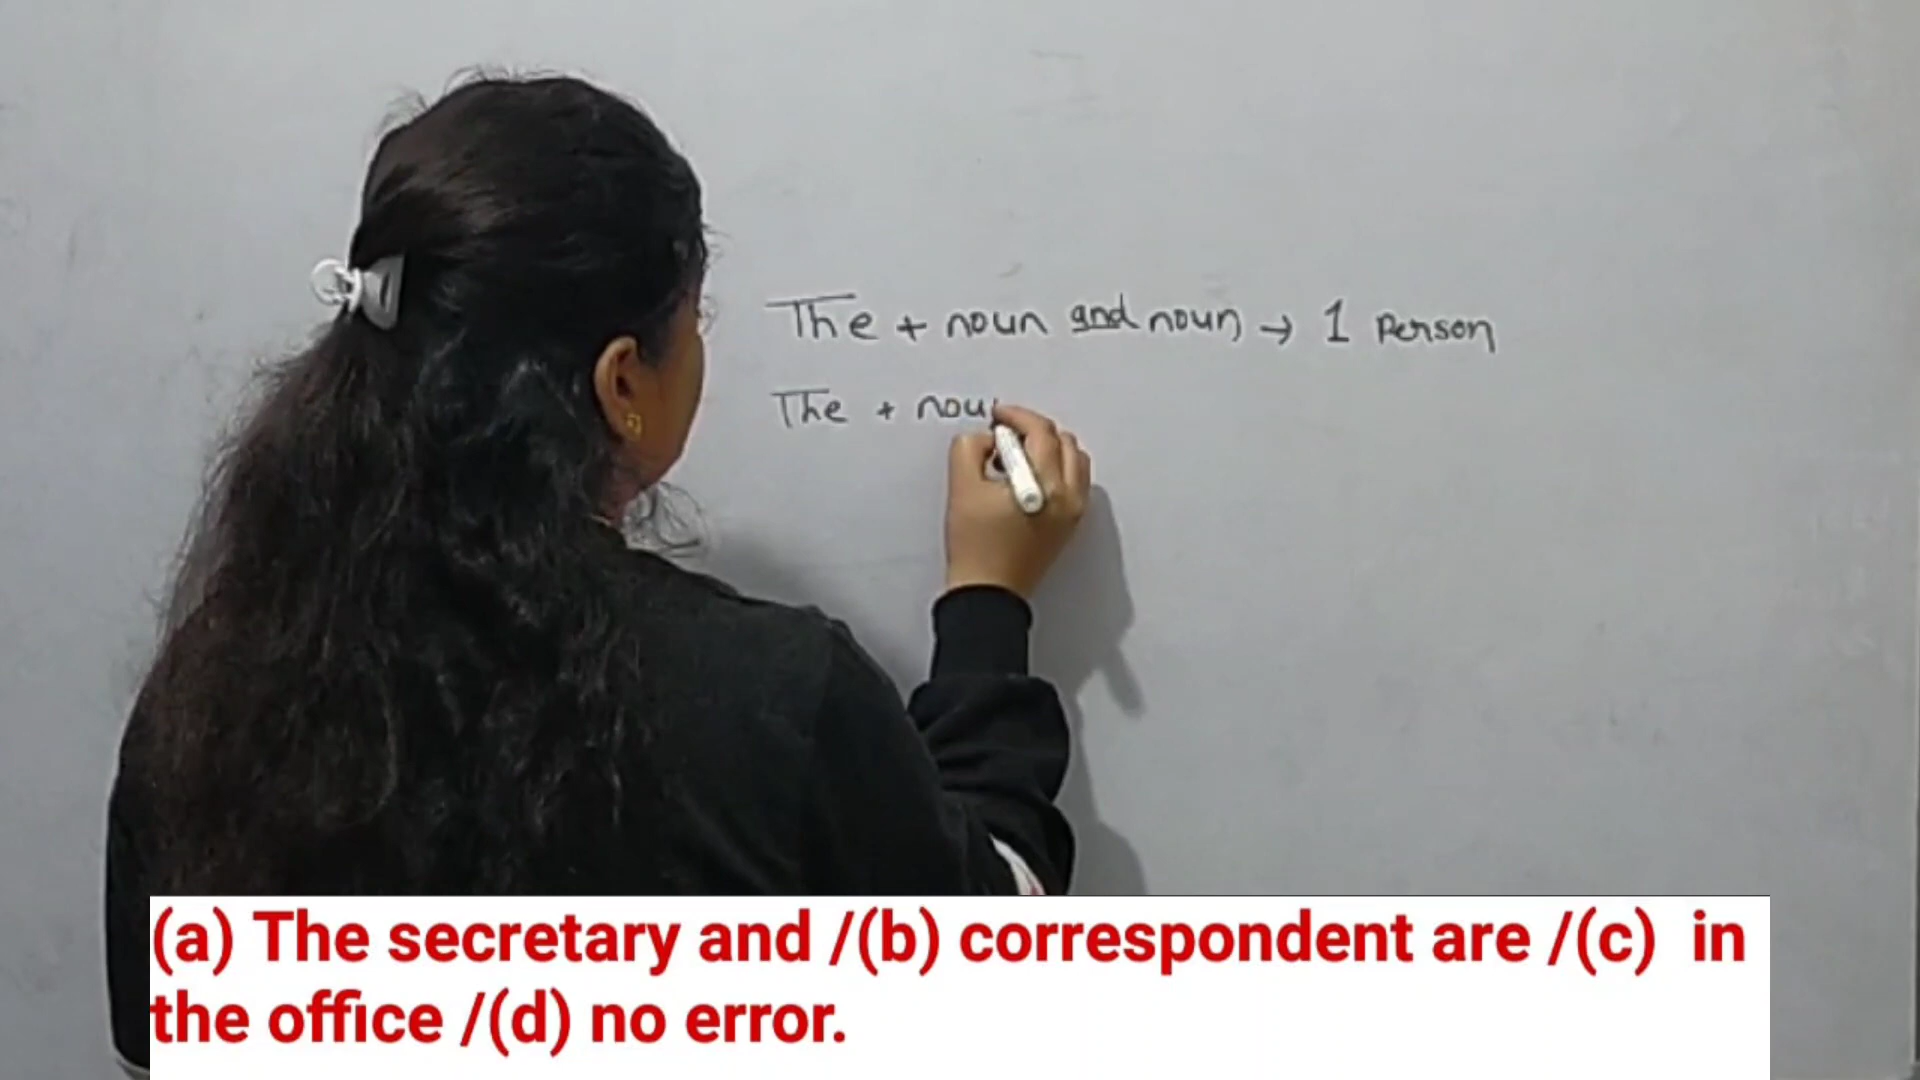 The + noun and noun → 1 Person
The + nou
(a) The secretary and /(b) correspondent are /(c) in
the office /(d) no error.